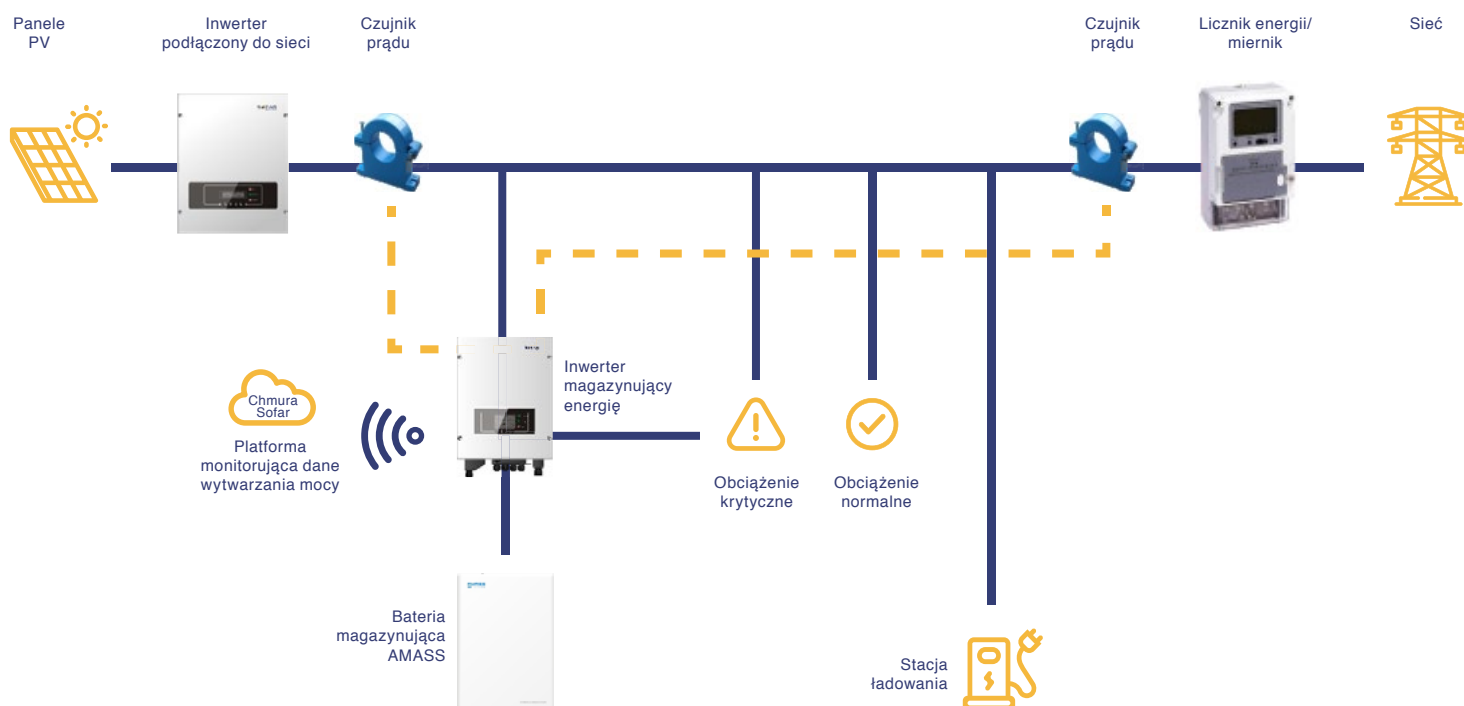 Panele
PV
Inwerter
podłączony do sieci
Czujnik
prądu
Czujnik
prądu
Licznik energii/
miernik
Sieć
Inwerter
magazynujący
energię
Chmura
Sofar
Platforma
monitorująca dane
wytwarzania mocy
Obciążenie
krytyczne
Obciążenie
normalne
Bateria
magazynująca
AMASS
Stacja
ładowania